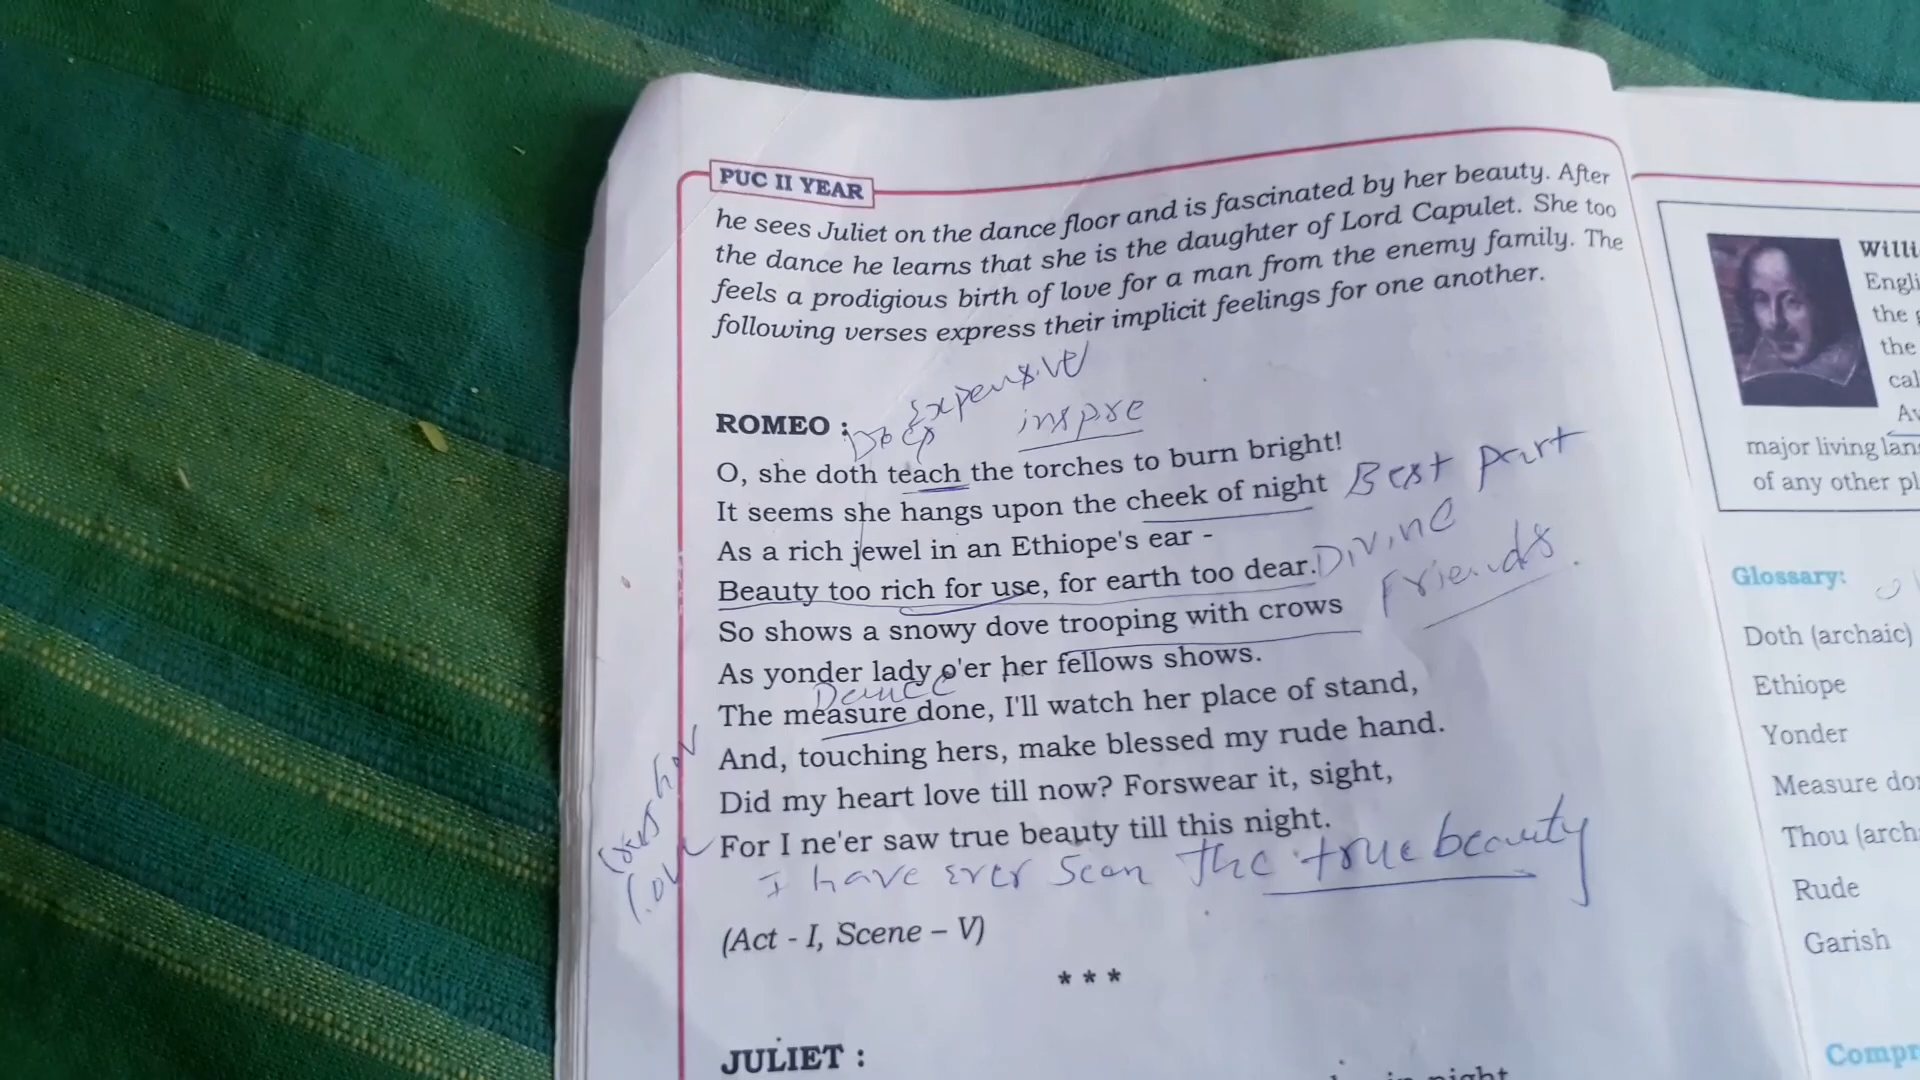 PUC II YEAR
he sees Juliet on the dance floor and is fascinated by her beauty. After
the dance he learns that she is the daughter of Lord Capulet. She too
feels a prodigious birth of love for a man from the enemy family. The
following verses express their implicit feelings for one another.
Expensive
ROMEO :
Does
inspre
O, she doth teach the torches to burn bright!
It seems she hangs upon the cheek of night
Best part
As a rich jewel in an Ethiope's ear -
Beauty too rich for use, for earth too dear.
Divine
So shows a snowy dove trooping with crows
Friends
As yonder lady o'er her fellows shows.
Dance
The measure done, I'll watch her place of stand,
And, touching hers, make blessed my rude hand.
Did my heart love till now? Forswear it, sight,
For I ne'er saw true beauty till this night.
I have ever seen The true beauty
(Act - I, Scene – V)
* * *
JULIET :
night
Willi
Engli
the
the
cal
Av
major living lan
of any other pl
Glossary:
Doth (archaic)
Ethiope
Yonder
Measure do
Thou (arch
Rude
Garish
Compr